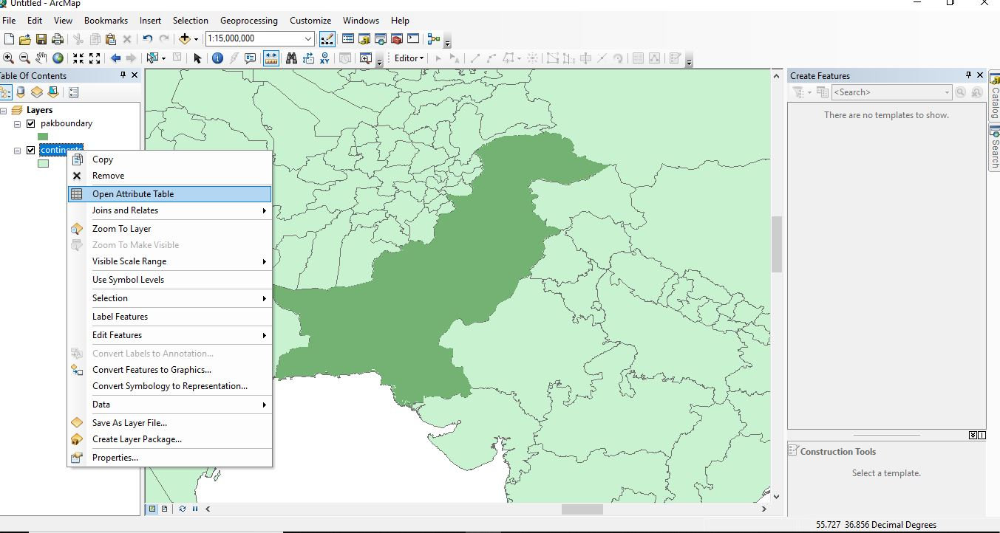 Untitled - ArcMap
File Edit View Bookmarks Insert Selection Geoprocessing Customize Windows Help
1:15,000,000
Editor
Table Of Contents
Layers
pakboundary
continents
Copy
Remove
Open Attribute Table
Joins and Relates
Zoom To Layer
Zoom To Make Visible
Visible Scale Range
Use Symbol Levels
Selection
Label Features
Edit Features
Convert Labels to Annotation...
Convert Features to Graphics...
Convert Symbology to Representation...
Data
Save As Layer File...
Create Layer Package...
Properties...
Create Features
<Search>
There are no templates to show.
Construction Tools
Select a template.
Catalog
Search
55.727 36.856 Decimal Degrees